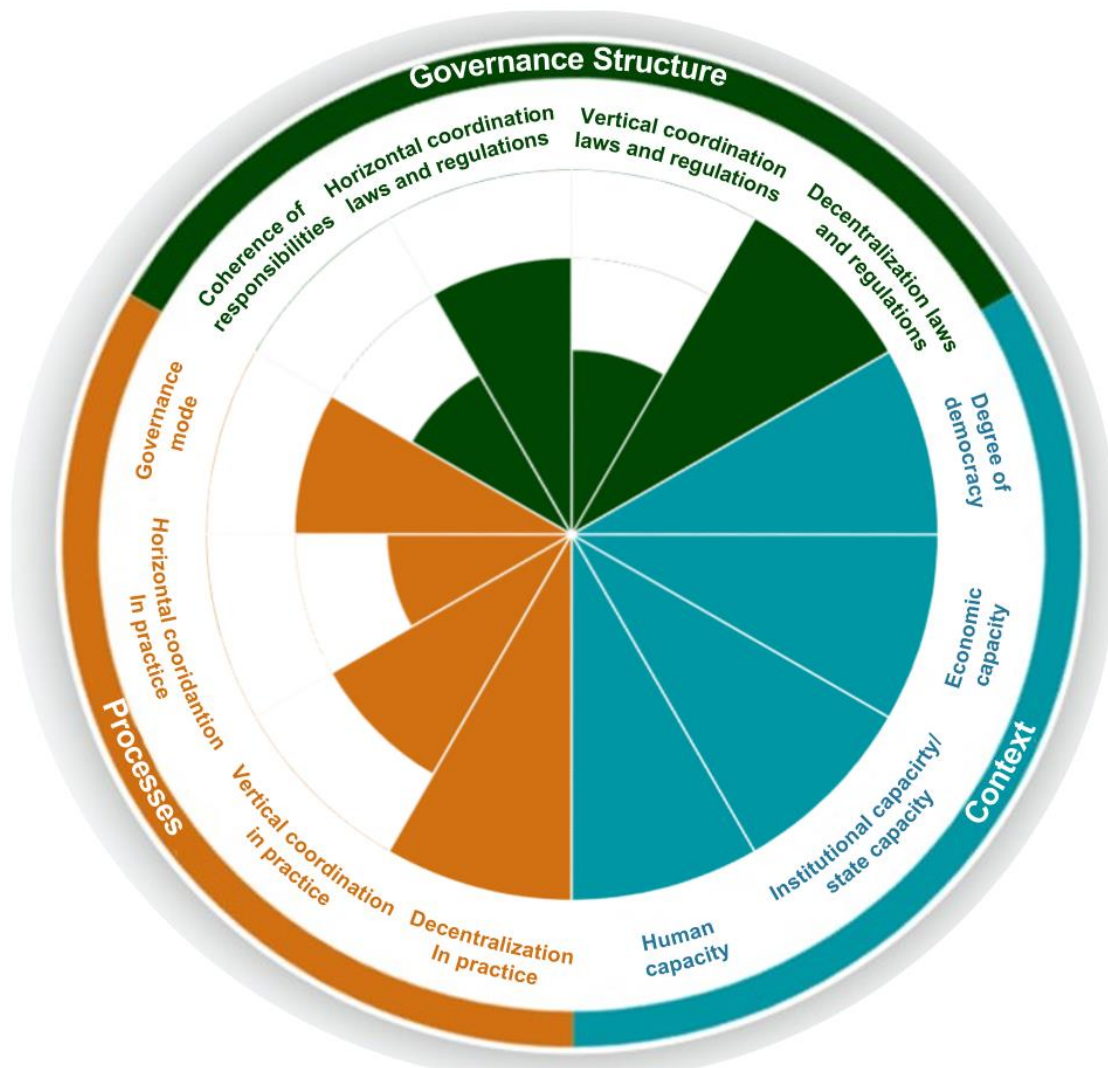 Governance Structure
Horizontal coordination
laws and regulations
Vertical coordination
laws and regulations
Decentralization laws
and regulations
Coherence of
responsibilities
Degree of
democracy
Governance
mode
Economic
capacity
Horizontal cooridantion
In practice
Institutional capacirty/
state capacity
Context
Processes
Vertical coordination
in practice
Decentralization
In practice
Human
capacity